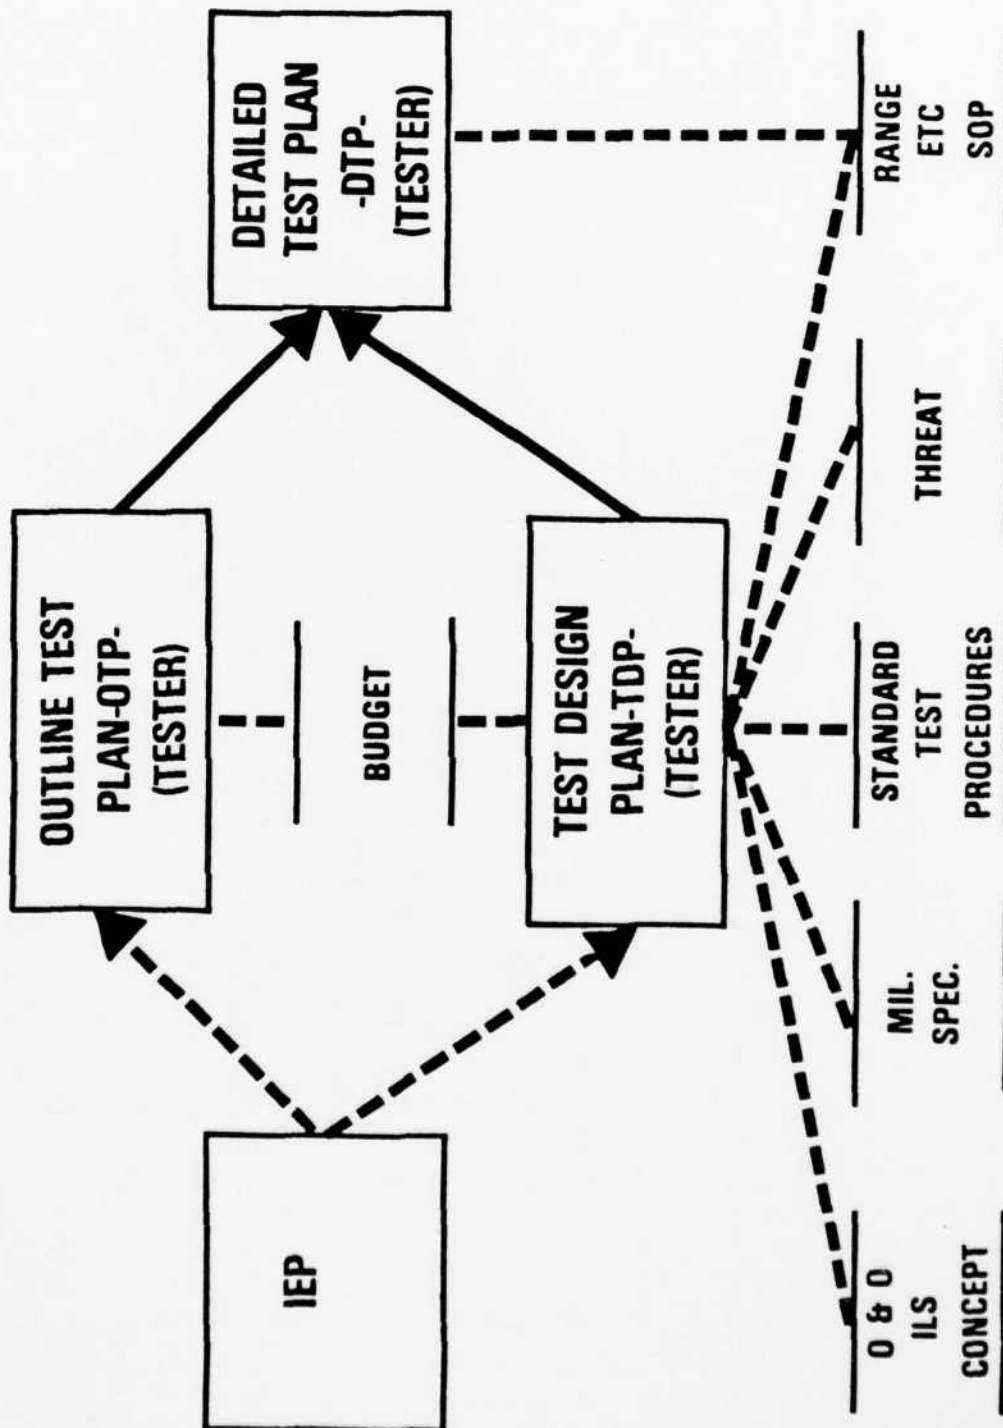 OUTLINE TEST
PLAN-OTP-
(TESTER)
IEP
BUDGET
DETAILED
TEST PLAN
-DTP-
(TESTER)
TEST DESIGN
PLAN-TDP-
(TESTER)
O & O
ILS
CONCEPT
MIL.
SPEC.
STANDARD
TEST
PROCEDURES
THREAT
RANGE
ETC
SOP